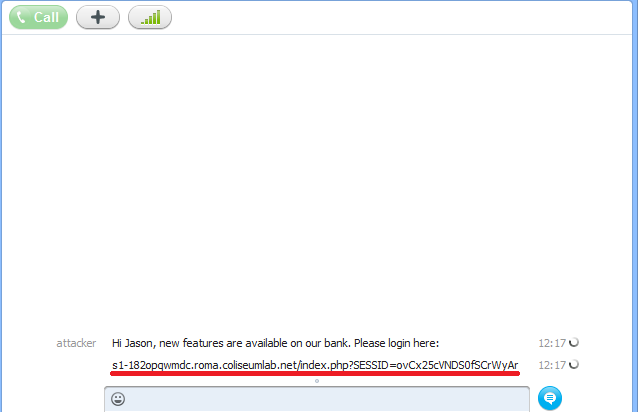 Call
attacker Hi Jason, new features are available on our bank. Please login here: 12:17
s1-182opqwmdc.roma.coliseumlab.net/index.php?SESSID=ovCx25cVNDS0fSCrWyAr 12:17